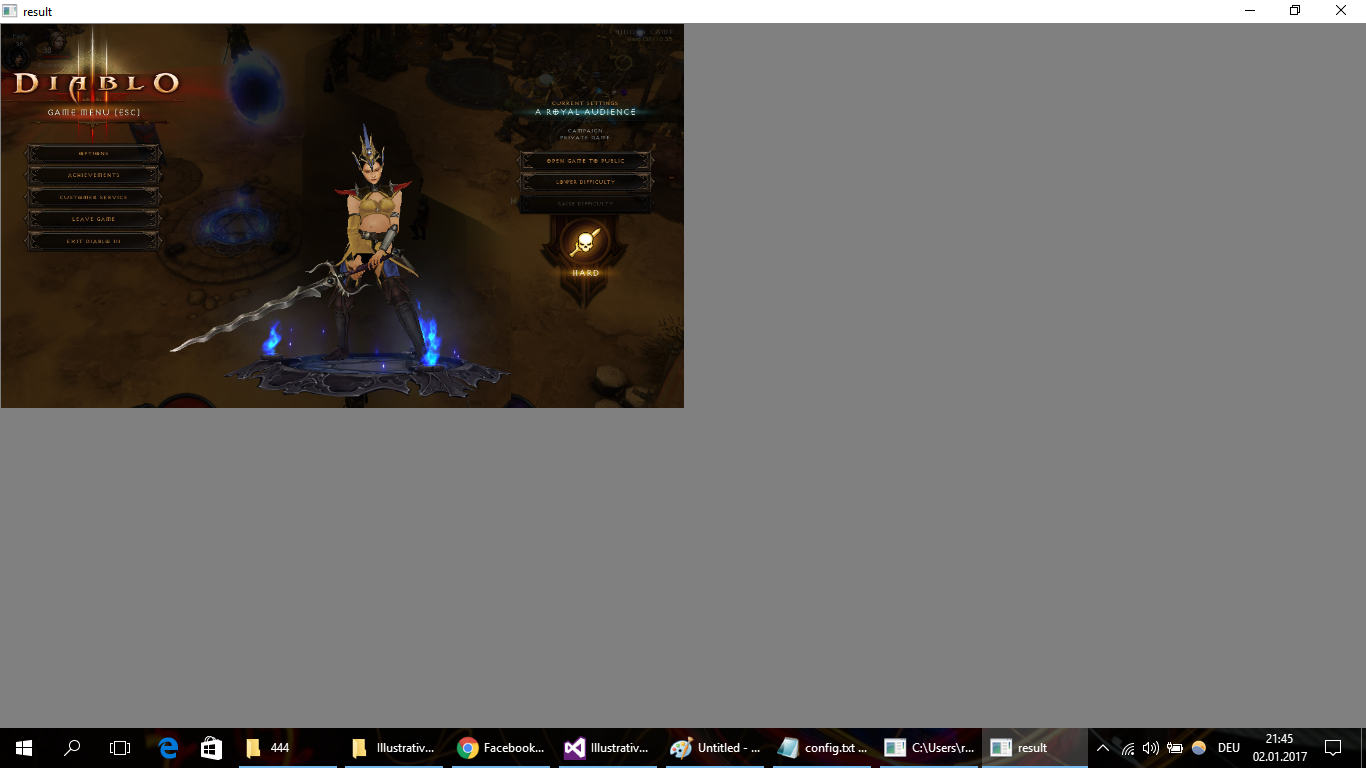 result
DIABLO
GAME MENU (ESC)
OPTIONS
ACHIEVEMENTS
CUSTOMER SERVICE
LEAVE GAME
EXIT DIABLO III
CURRENT SETTINGS
A ROYAL AUDIENCE
CAMPAIGN
PRIVATE GAME
OPEN GAME TO PUBLIC
LOWER DIFFICULTY
RAISE DIFFICULTY
HARD
444
Illustrativ...
Facebook...
Illustrativ...
Untitled - ...
config.txt ...
C:\Users\r...
result
DEU
21:45
02.01.2017